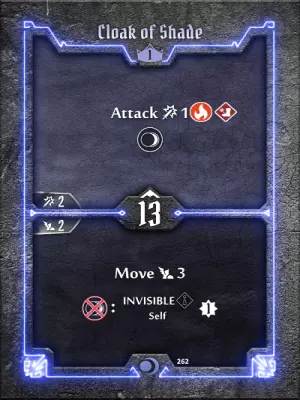 Cloak of Shade
1
Attack 1
2
13
2
Move 3
: INVISIBLE
Self
1
262